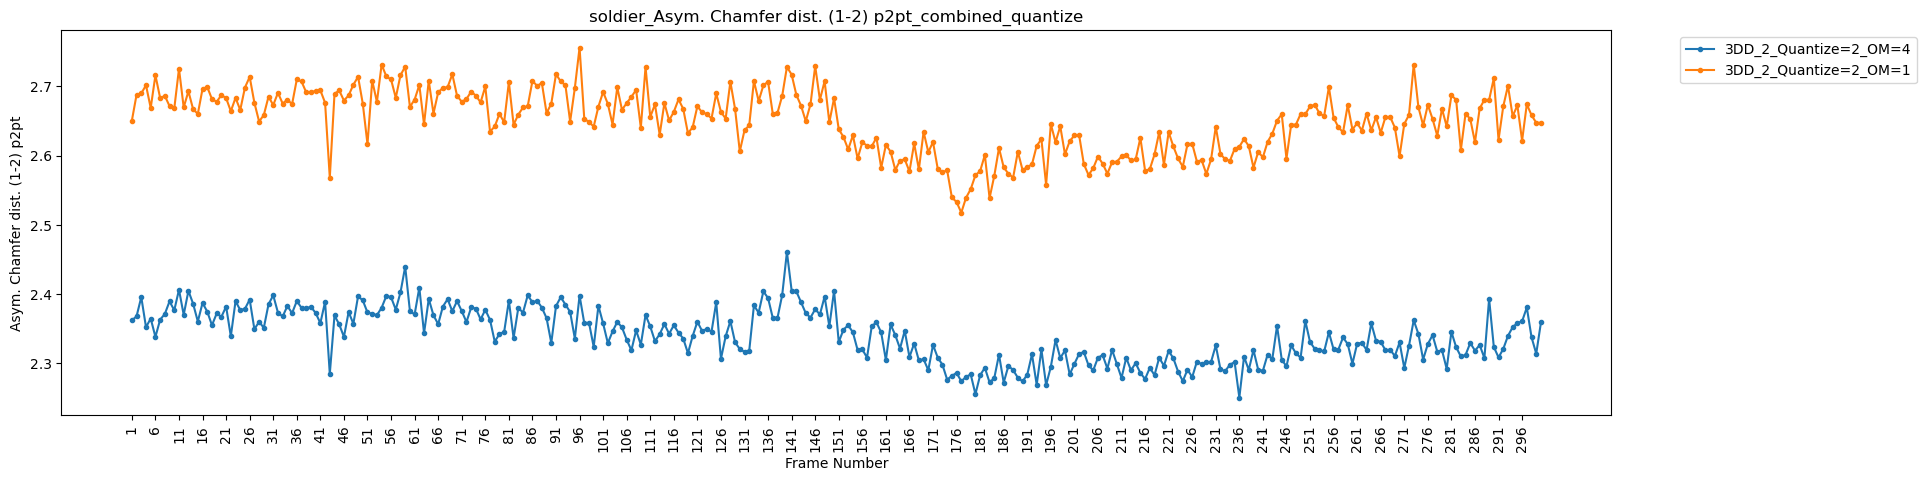 soldier_Asym. Chamfer dist. (1-2) p2pt_combined_quantize
3DD_2_Quantize=2_OM=4
3DD_2_Quantize=2_OM=1
Asym. Chamfer dist. (1-2) p2pt
2.7
2.6
2.5
2.4
2.3
1 6 11 16 21 26 31 36 41 46 51 56 61 66 71 76 81 86 91 96 101 106 111 116 121 126 131 136 141 146 151 156 161 166 171 176 181 186 191 196 201 206 211 216 221 226 231 236 241 246 251 256 261 266 271 276 281 286 291 296
Frame Number